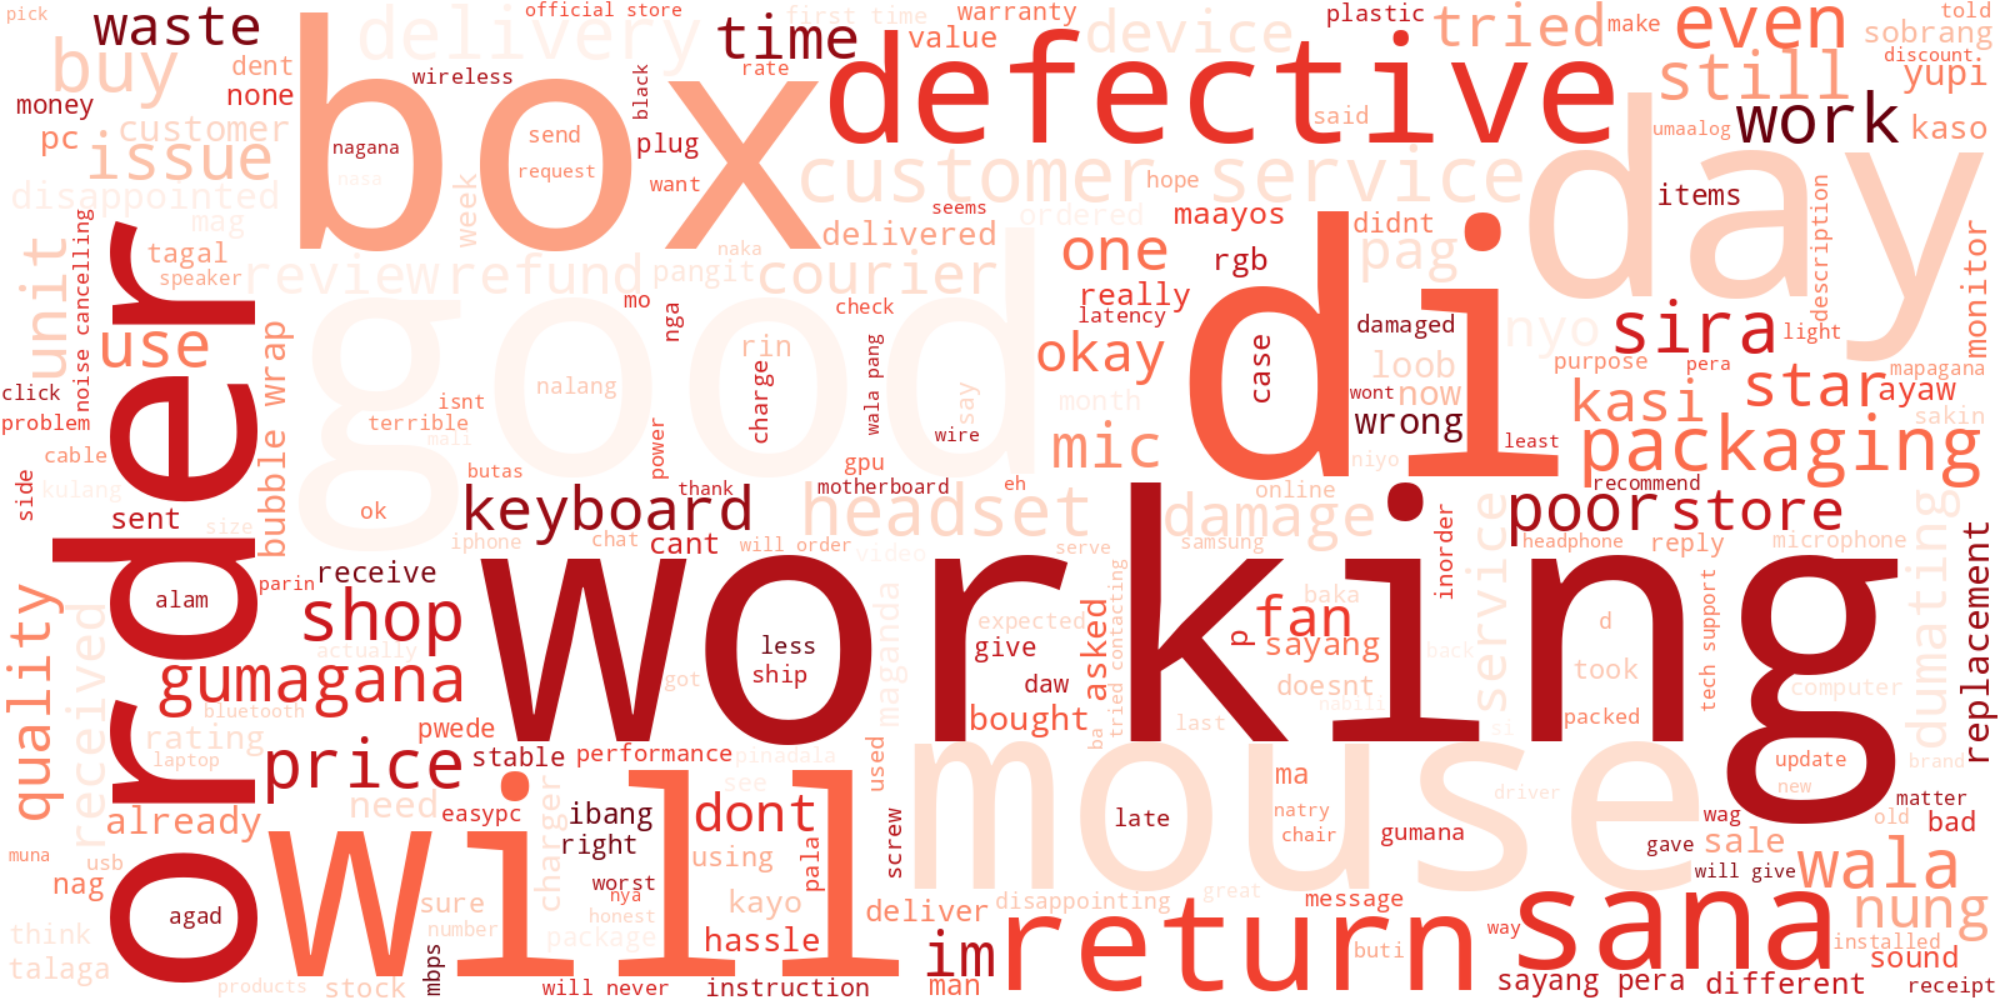 pick
waste
official store
delivery
first time
time
warranty
value
device
plastic
tried
make
even
told
sobrang
discount
buy
dent
none
money
pc
customer
issue
box
wireless
rate
black
plug
want
send
request
nagana
nasa
defective
said
still
yupi
work
kaso
umaalog
disappointed
mag
week
customer service
hope
ordered
seems
delivered
naka
maayos
items
didnt
day
description
monitor
unit
noise cancelling
tagal
speaker
review
refund
pangit
courier
one
rgb
pag
really
latency
mo
nga
check
good
di
damaged
nyo
sira
light
order
use
bubble wrap
rin
nalang
charge
wala pang
say
okay
case
loob
wont
now
purpose
pera
mapagana
kasi
star
ayaw
sakin
click
problem
isnt
terrible
mali
month
wrong
wire
mic
least
niyo
packaging
cable
side
kulang
butas
power
gpu
sent
size
ok
keyboard
thank
motherboard
eh
headset
damage
online
recommend
poor
store
iphone
chat
cant
will order
video
serve
samsung
inorder
service
headphone
reply
microphone
dumating
replacement
parin
receive
alam
shop
working
quality
received
actually
maganda
less
ship
got
expected
give
daw
asked
tried contacting
baka
p
fan
sayang
doesnt
nabili
back
d
took
tech support
computer
gumagana
bluetooth
rating
laptop
pwede
bought
ba
last
si
packed
price
stable
performance
pinadala
see
used
mouse
ma
natry
chair
driver
update
new
brand
already
need
easypc
charger
ibang
right
dont
late
gumana
wag
matter
old
bad
muna
usb
nag
will
using
pala
screw
worst
nya
honest
package
kayo
hassle
gave
sale
will give
wala
agad
sure
number
deliver
disappointing
great
message
return
way
sana
nung
think
talaga
products
stock
mbps
will never
instruction
im
man
buti
installed
sound
sayang pera
different
receipt